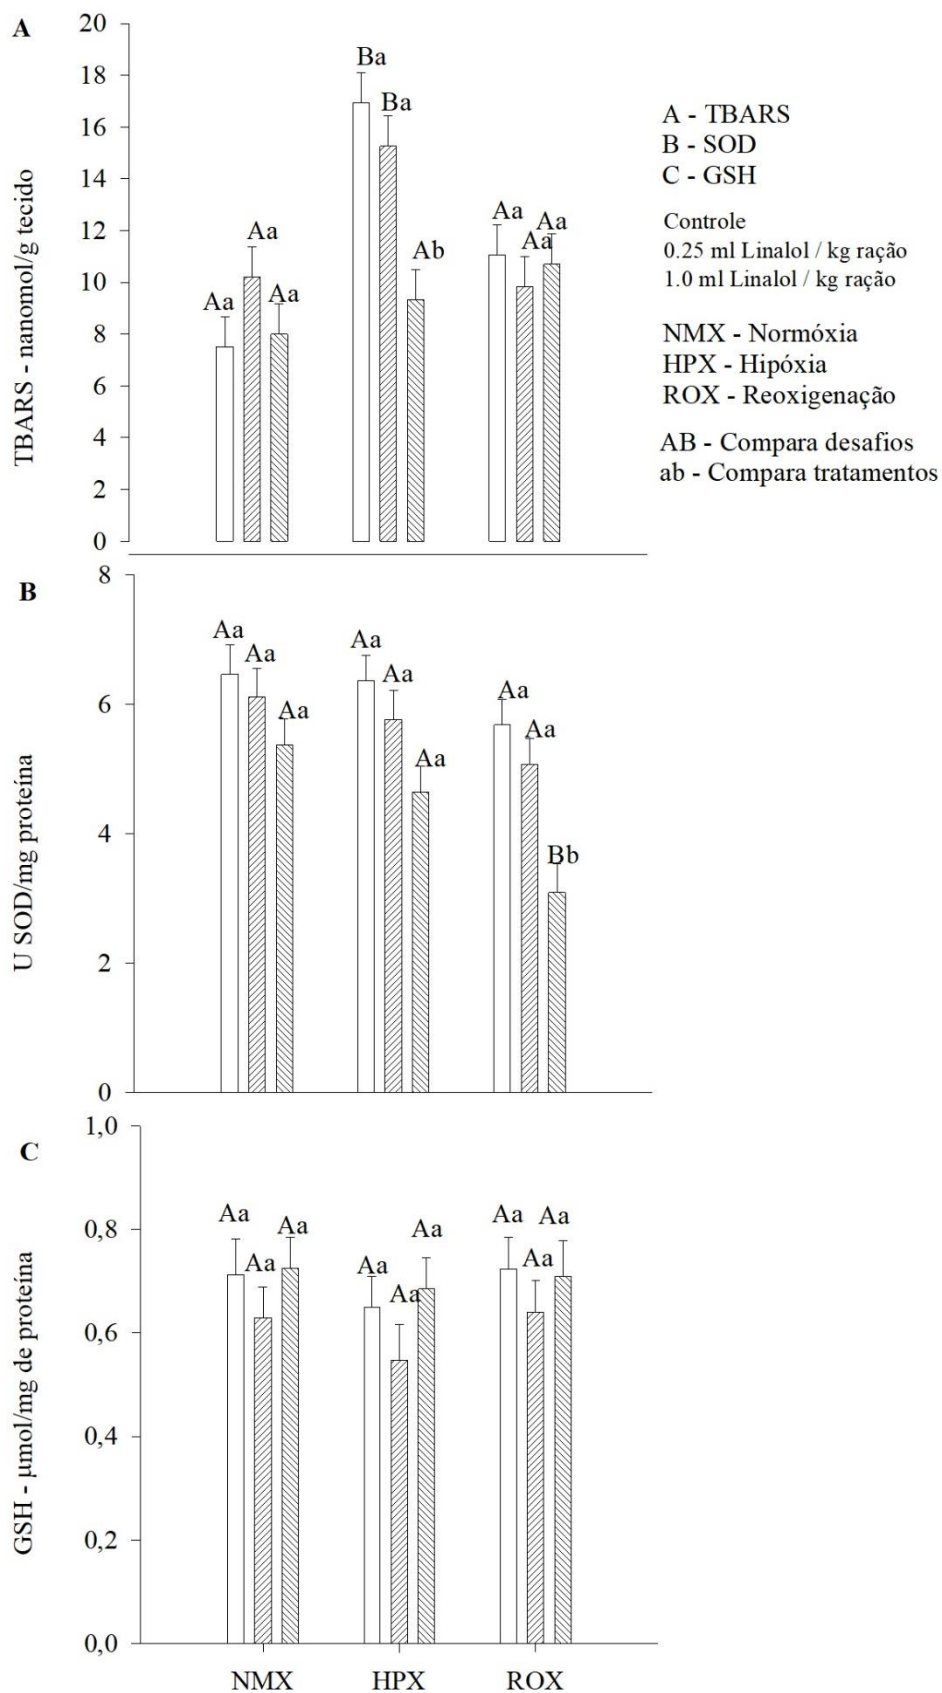 A
TBARS - nanomol/g tecido
20
18
16
14
12
10
8
6
4
2
0
Aa
Aa
Aa
Ba
Ba
Ab
Aa
Aa
Aa
A - TBARS
B - SOD
C - GSH
Controle
0.25 ml Linalol / kg ração
1.0 ml Linalol / kg ração
NMX - Normóxia
HPX - Hipóxia
ROX - Reoxigenação
AB - Compara desafios
ab - Compara tratamentos
B
U SOD/mg proteína
8
6
4
2
0
Aa
Aa
Aa
Aa
Aa
Aa
Aa
Aa
Bb
C
GSH - µmol/mg de proteína
1,0
0,8
0,6
0,4
0,2
0,0
Aa
Aa
Aa
Aa
Aa
Aa
Aa
Aa
Aa
NMX
HPX
ROX